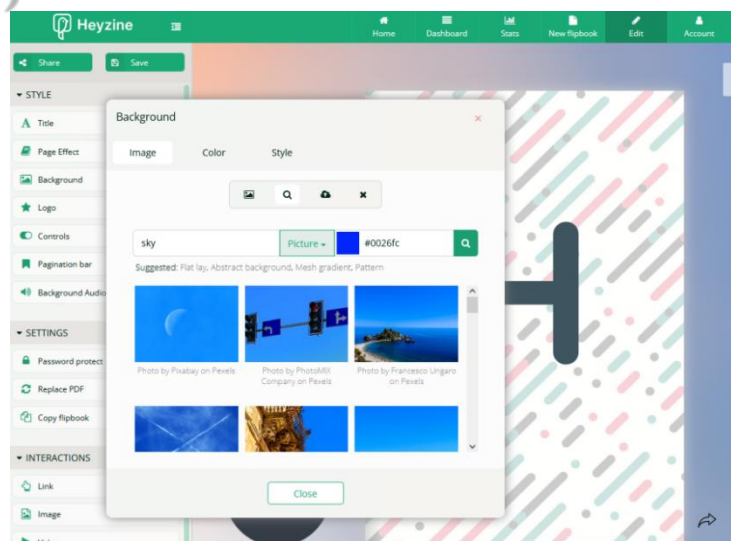 Heyzine
Home
Dashboard
Stats
New flipbook
Edit
Account
Share
Save
STYLE
Title
Page Effect
Background
Logo
Controls
Pagination bar
Background Audio
SETTINGS
Password protect
Replace PDF
Copy flipbook
INTERACTIONS
Link
Image
Background
×
Image
Color
Style
sky
Picture
#0026fc
Suggested: Flat lay, Abstract background, Mesh gradient, Pattern
Photo by Pixabay on Pexels
Photo by PhotoMIX
Company on Pexels
Photo by Francesco Ungaro
on Pexels
Close